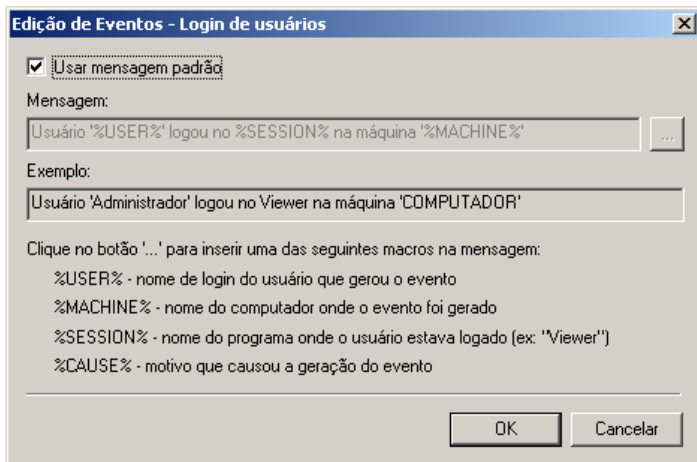 Edição de Eventos - Login de usuários
Usar mensagem padrão
Mensagem:
Usuário '%USER%' logou no %SESSION% na máquina '%MACHINE%'
...
Exemplo:
Usuário 'Administrador' logou no Viewer na máquina 'COMPUTADOR'
Clique no botão '...' para inserir uma das seguintes macros na mensagem:
%USER% - nome de login do usuário que gerou o evento
%MACHINE% - nome do computador onde o evento foi gerado
%SESSION% - nome do programa onde o usuário estava logado (ex: "Viewer")
%CAUSE% - motivo que causou a geração do evento
OK
Cancelar